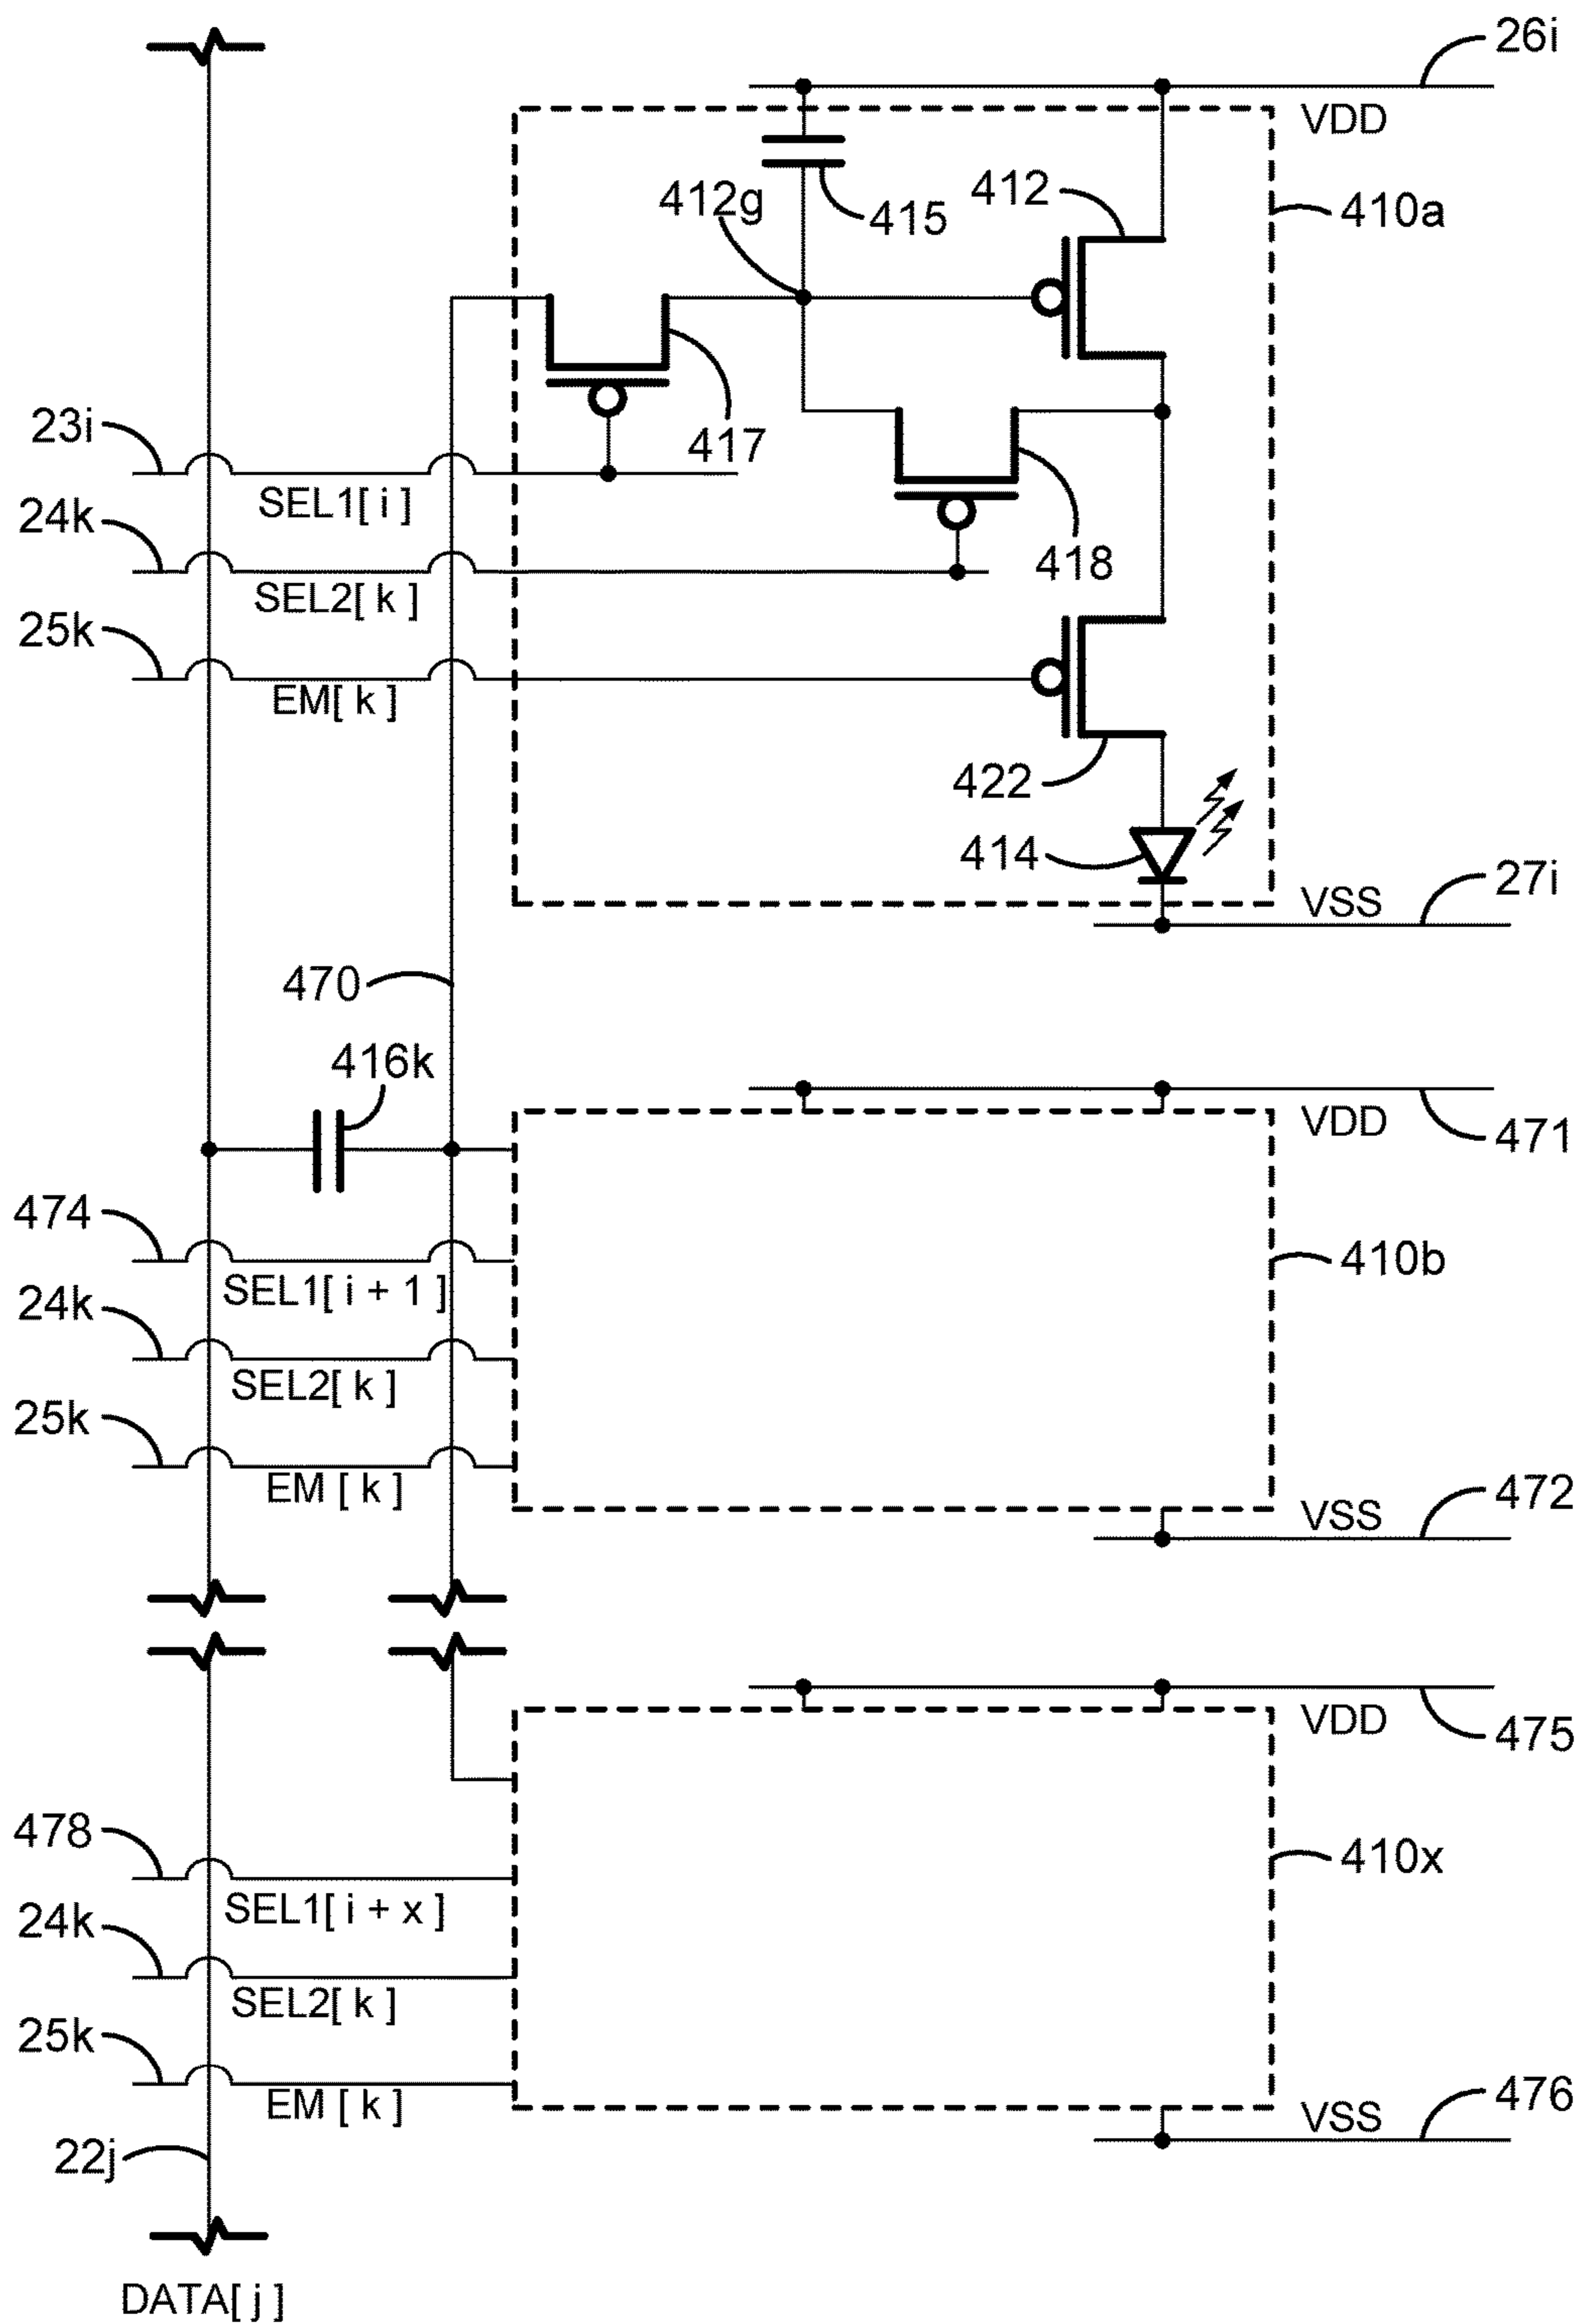 26i
VDD
412g
415
412
410a
23i
417
SEL1[ i ]
24k
418
SEL2[ k ]
25k
EM[ k ]
422
414
27i
VSS
470
416k
VDD
471
474
SEL1[ i + 1 ]
410b
24k
SEL2[ k ]
25k
EM [ k ]
472
VSS
VDD
475
478
SEL1[ i + x ]
410x
24k
SEL2[ k ]
25k
EM [ k ]
476
VSS
22j
DATA[ j ]